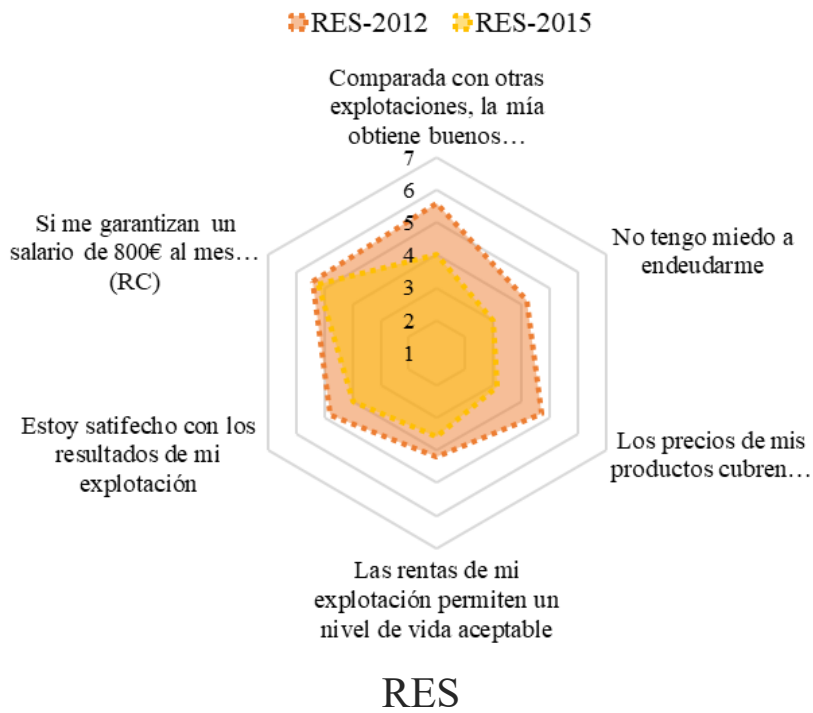 RES-2012 RES-2015
Comparada con otras
explotaciones, la mía
obtiene buenos…
7
6
5
4
3
2
1
No tengo miedo a
endeudarme
Los precios de mis
productos cubren…
Las rentas de mi
explotación permiten un
nivel de vida aceptable
Estoy satifecho con los
resultados de mi
explotación
Si me garantizan un
salario de 800€ al mes…
(RC)
RES